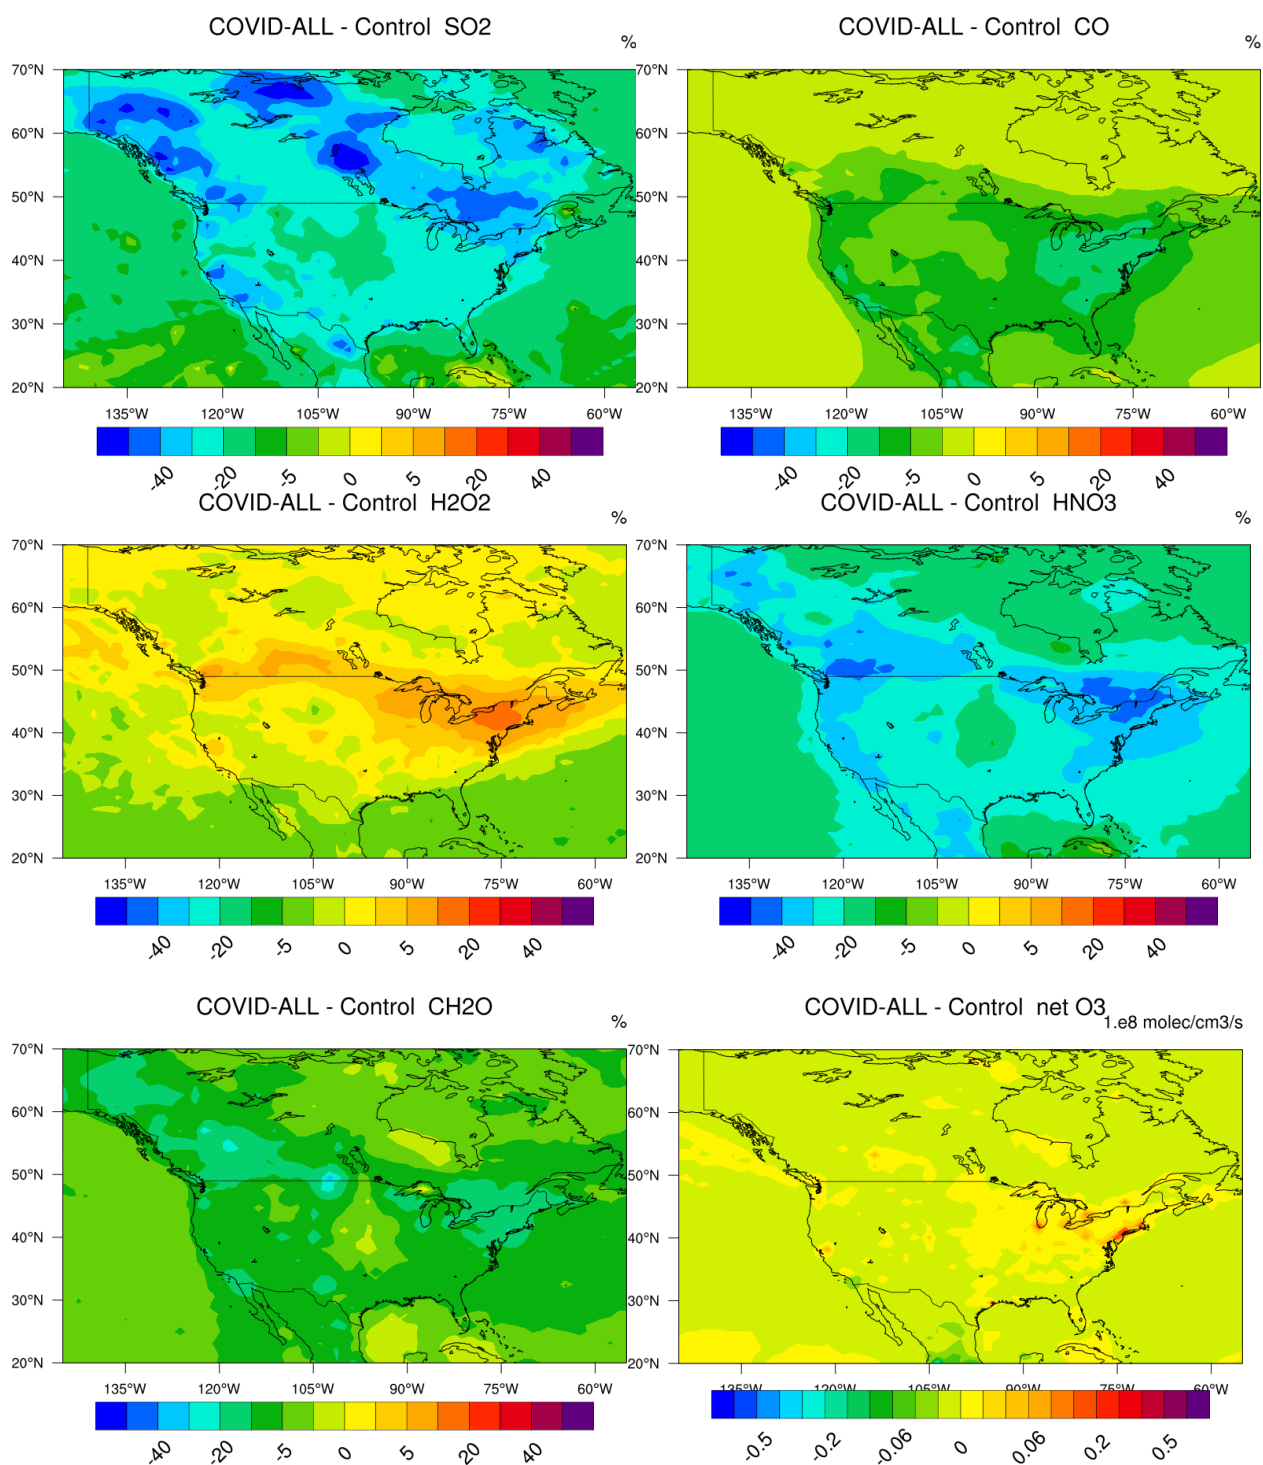 COVID-ALL - Control SO2
%
70°N
60°N
50°N
40°N
30°N
20°N
135°W 120°W 105°W 90°W 75°W 60°W
-40 -20 -5 0 5 20 40
COVID-ALL - Control CO
%
70°N
60°N
50°N
40°N
30°N
20°N
135°W 120°W 105°W 90°W 75°W 60°W
-40 -20 -5 0 5 20 40
COVID-ALL - Control H2O2
%
70°N
60°N
50°N
40°N
30°N
20°N
135°W 120°W 105°W 90°W 75°W 60°W
-40 -20 -5 0 5 20 40
COVID-ALL - Control HNO3
%
70°N
60°N
50°N
40°N
30°N
20°N
135°W 120°W 105°W 90°W 75°W 60°W
-40 -20 -5 0 5 20 40
COVID-ALL - Control CH2O
%
70°N
60°N
50°N
40°N
30°N
20°N
135°W 120°W 105°W 90°W 75°W 60°W
-40 -20 -5 0 5 20 40
COVID-ALL - Control net O3
1.e8 molec/cm3/s
70°N
60°N
50°N
40°N
30°N
20°N
135°W 120°W 105°W 90°W 75°W 60°W
-0.5 -0.2 -0.06 0 0.06 0.2 0.5